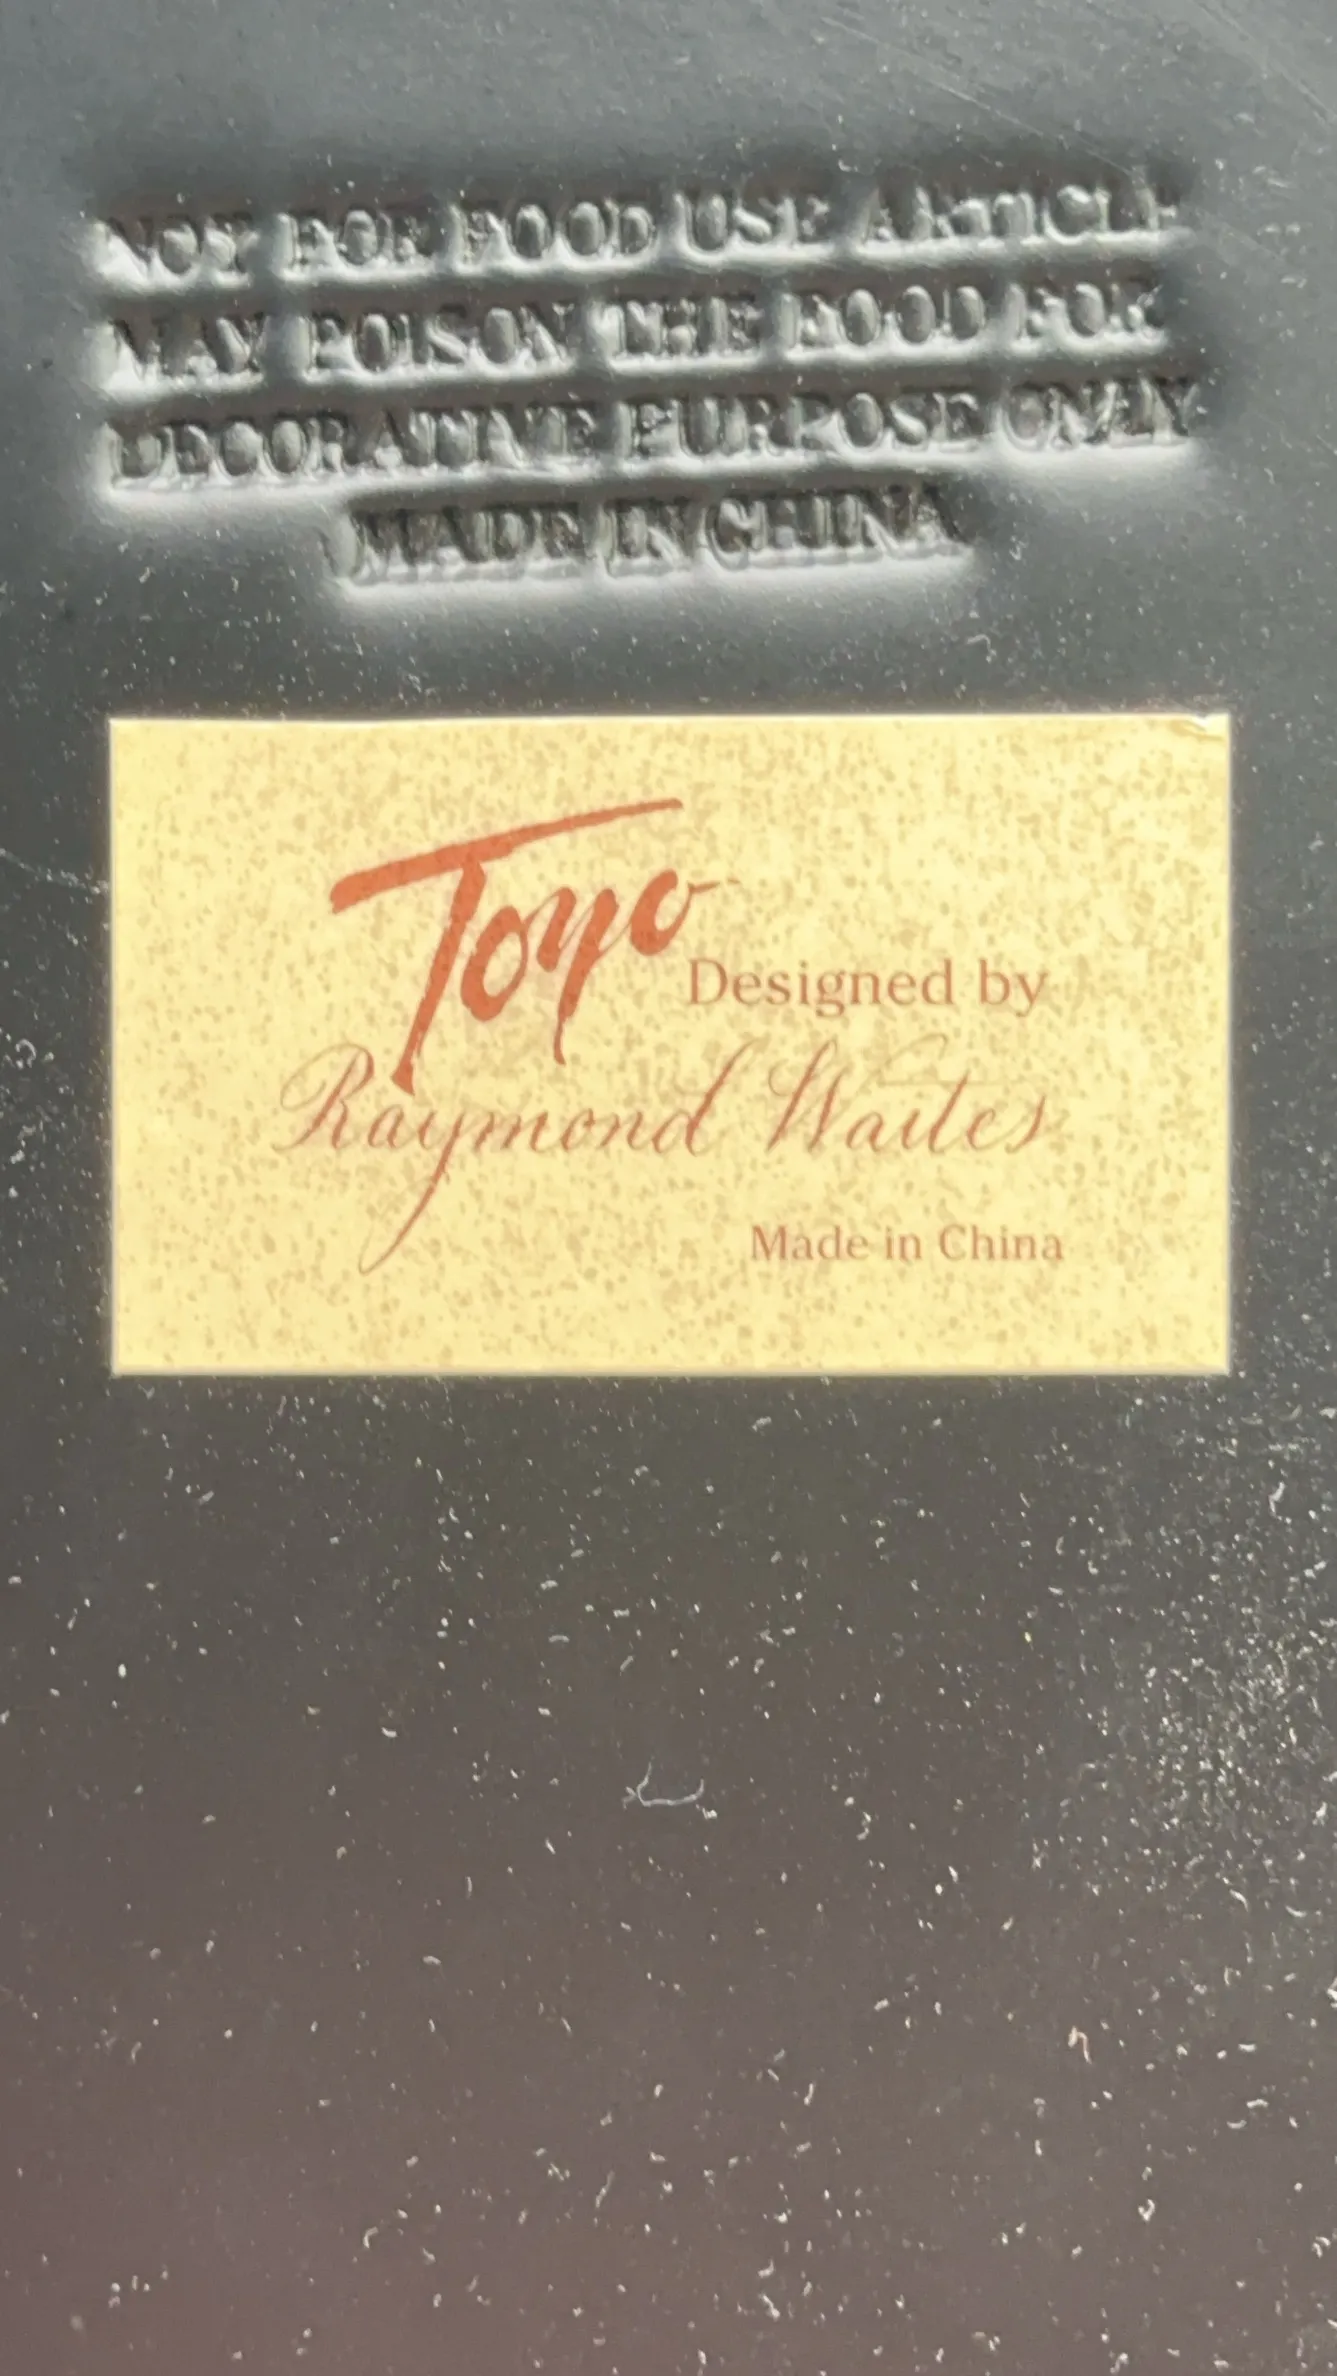 NOT FOR FOOD USE ARTICLE
MAY POISON THE FOOD FOR
DECORATIVE PURPOSE ONLY
MADE IN CHINA
Toyo
Designed by
Raymond Waites
Made in China